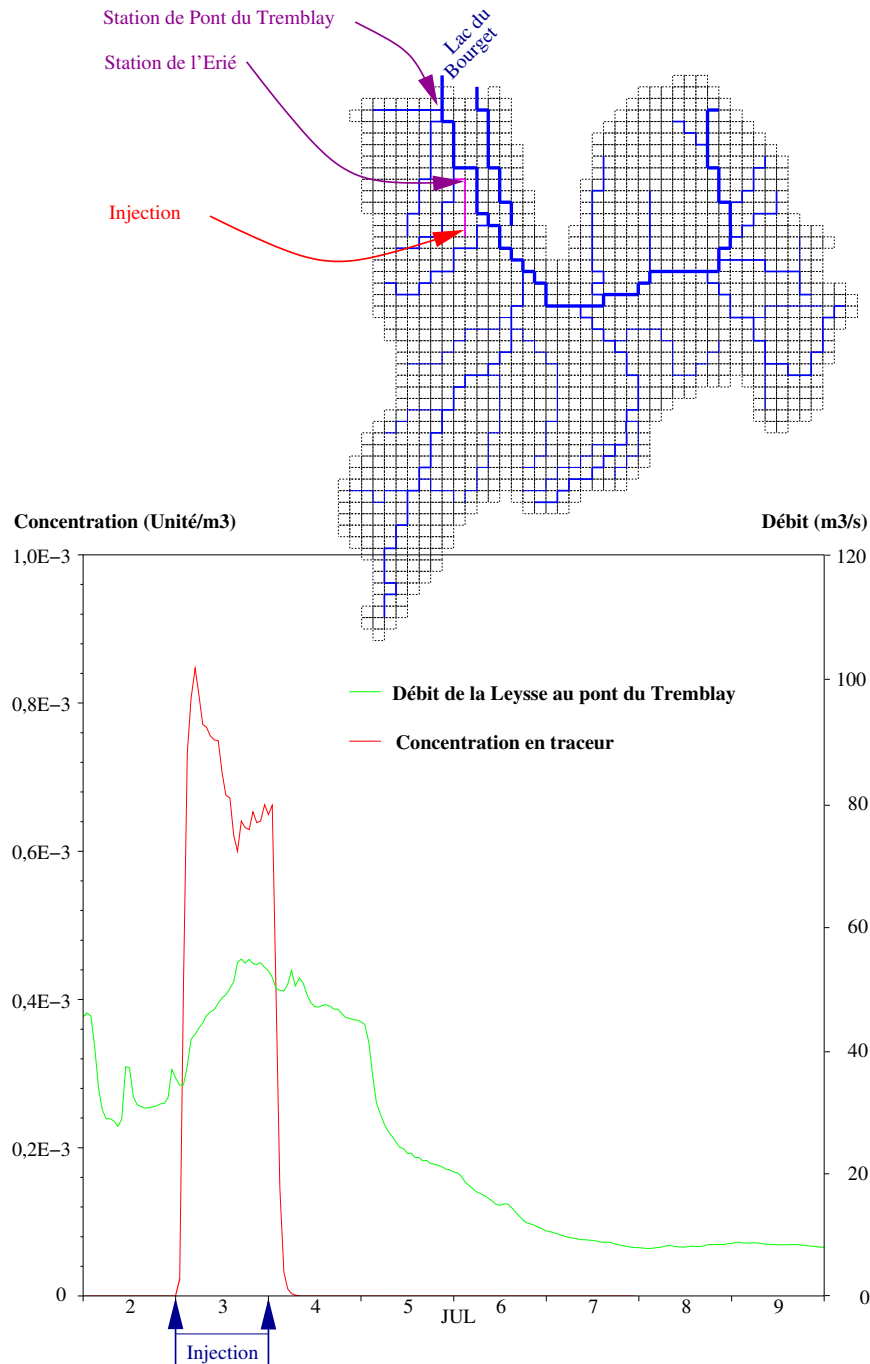 Station de Pont du Tremblay
Station de l'Erié
Injection
Lac du
Bourget
Concentration (Unité/m3)
Débit (m3/s)
1,0E−3
0,8E−3
0,6E−3
0,4E−3
0,2E−3
0
120
100
80
60
40
20
0
Débit de la Leysse au pont du Tremblay
Concentration en traceur
2 3 4 5 6 7 8 9
JUL
Injection